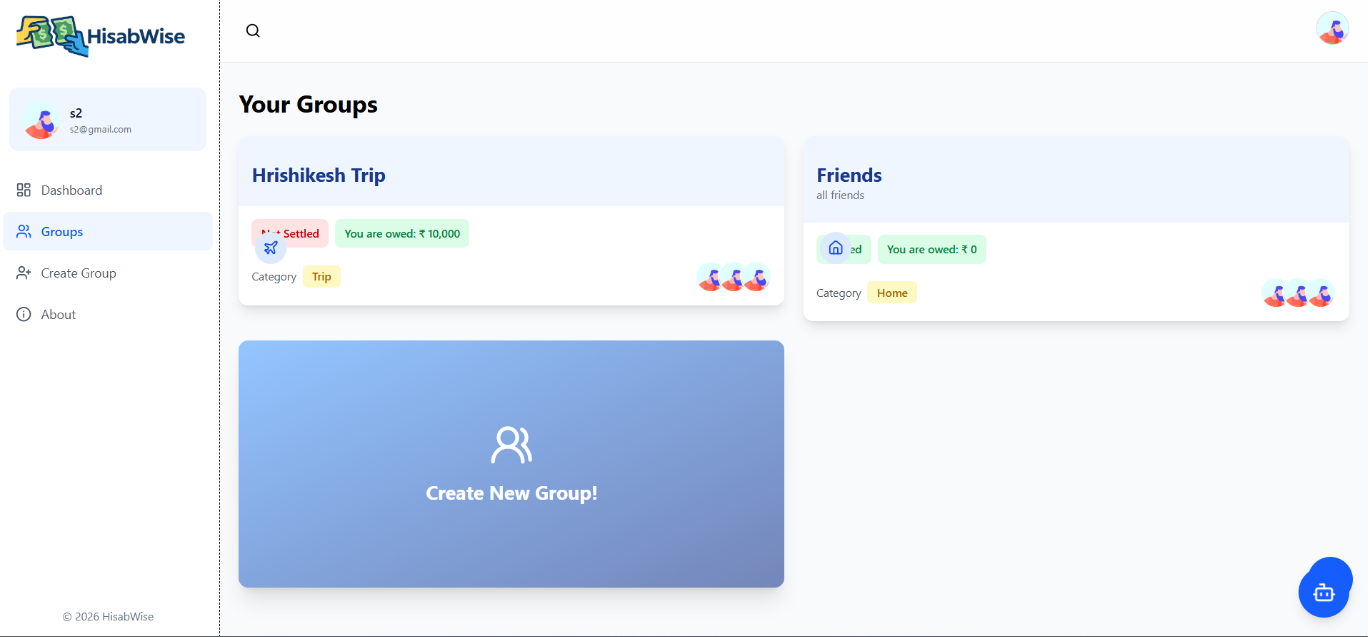 HisabWise
s2
s2@gmail.com
Dashboard
Groups
Create Group
About
© 2026 HisabWise
Your Groups
Hrishikesh Trip
Settled
You are owed: ₹ 10,000
Category Trip
Friends
all friends
You are owed: ₹ 0
Category Home
Create New Group!